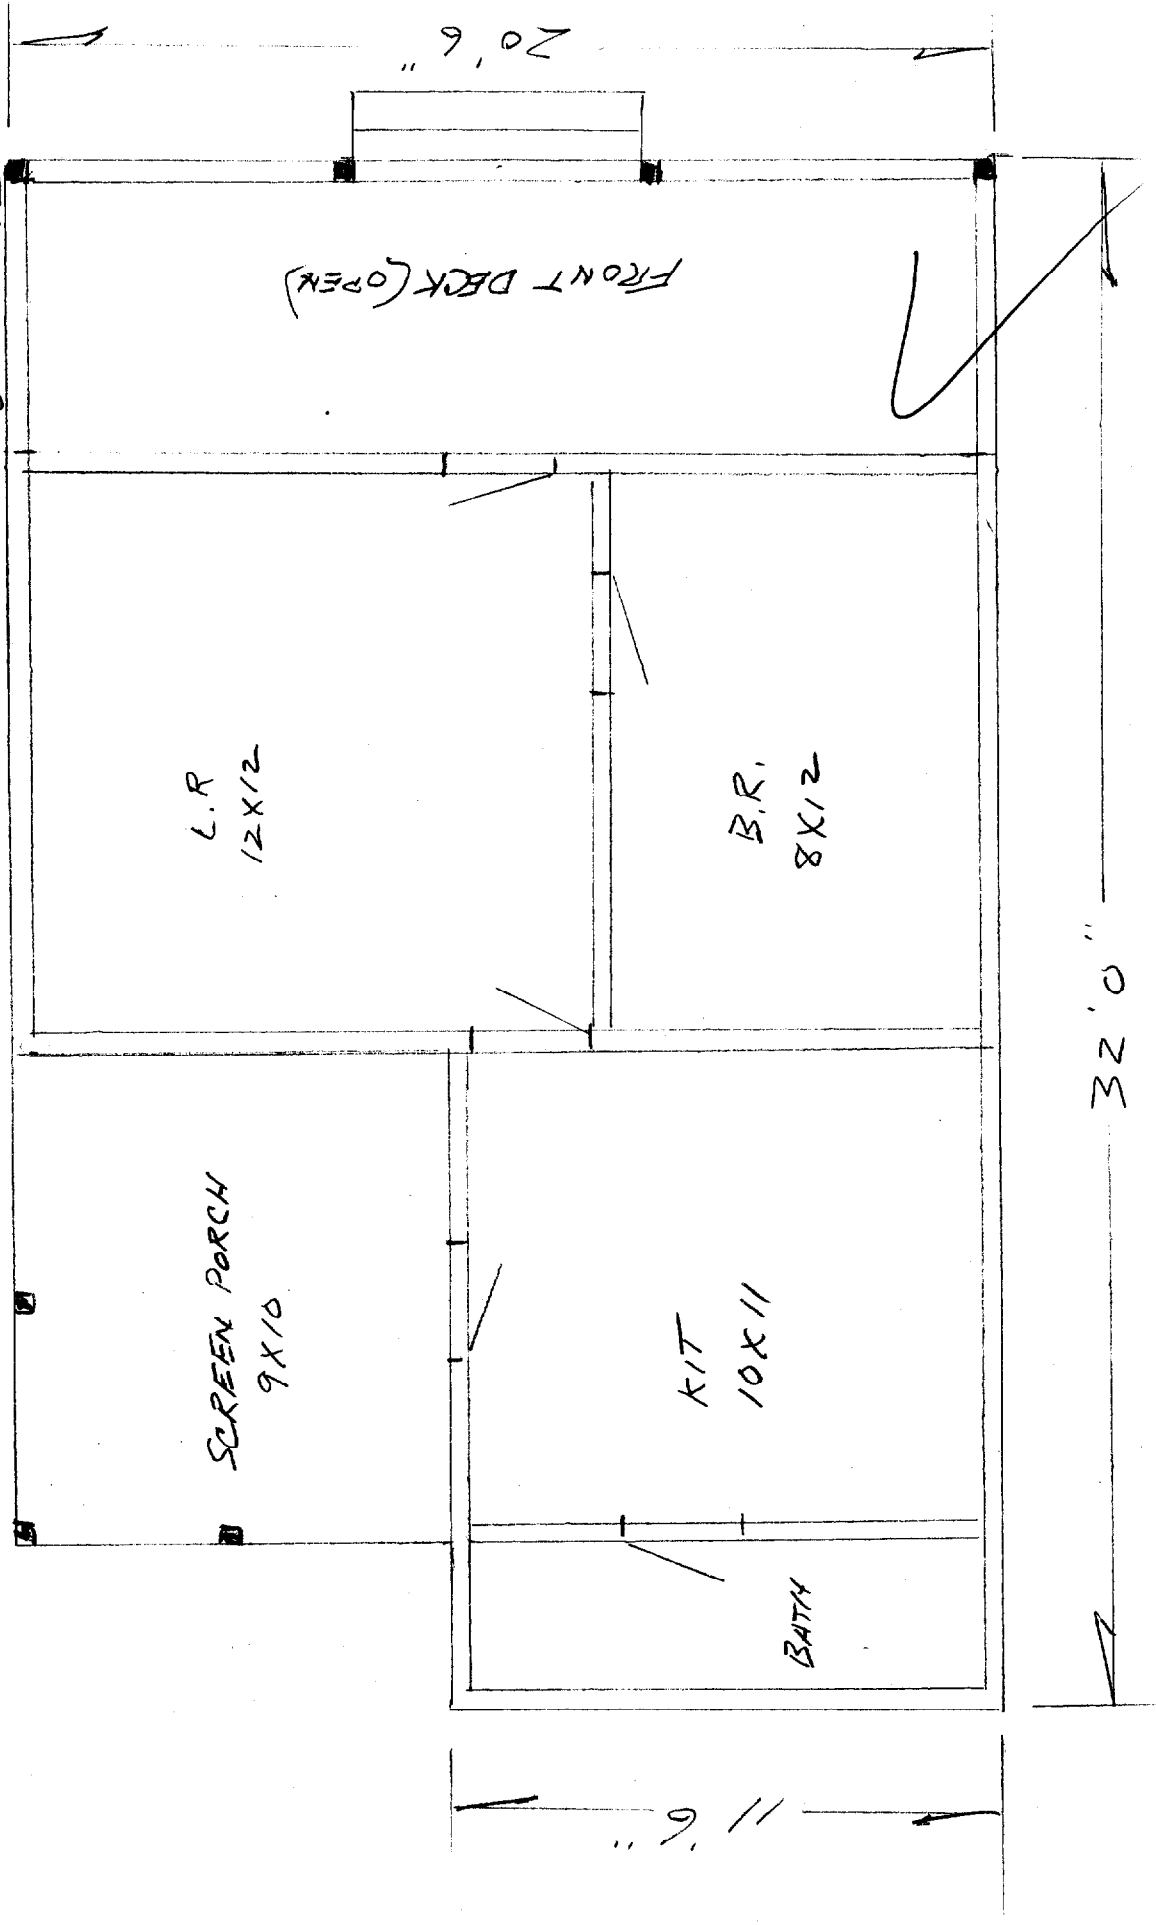 20'6"
FRONT DECK (OPEN)
L.R
12X12
B.R.
8X12
32'0"
SCREEN PORCH
9X10
KIT
10X11
BATH
11'6"